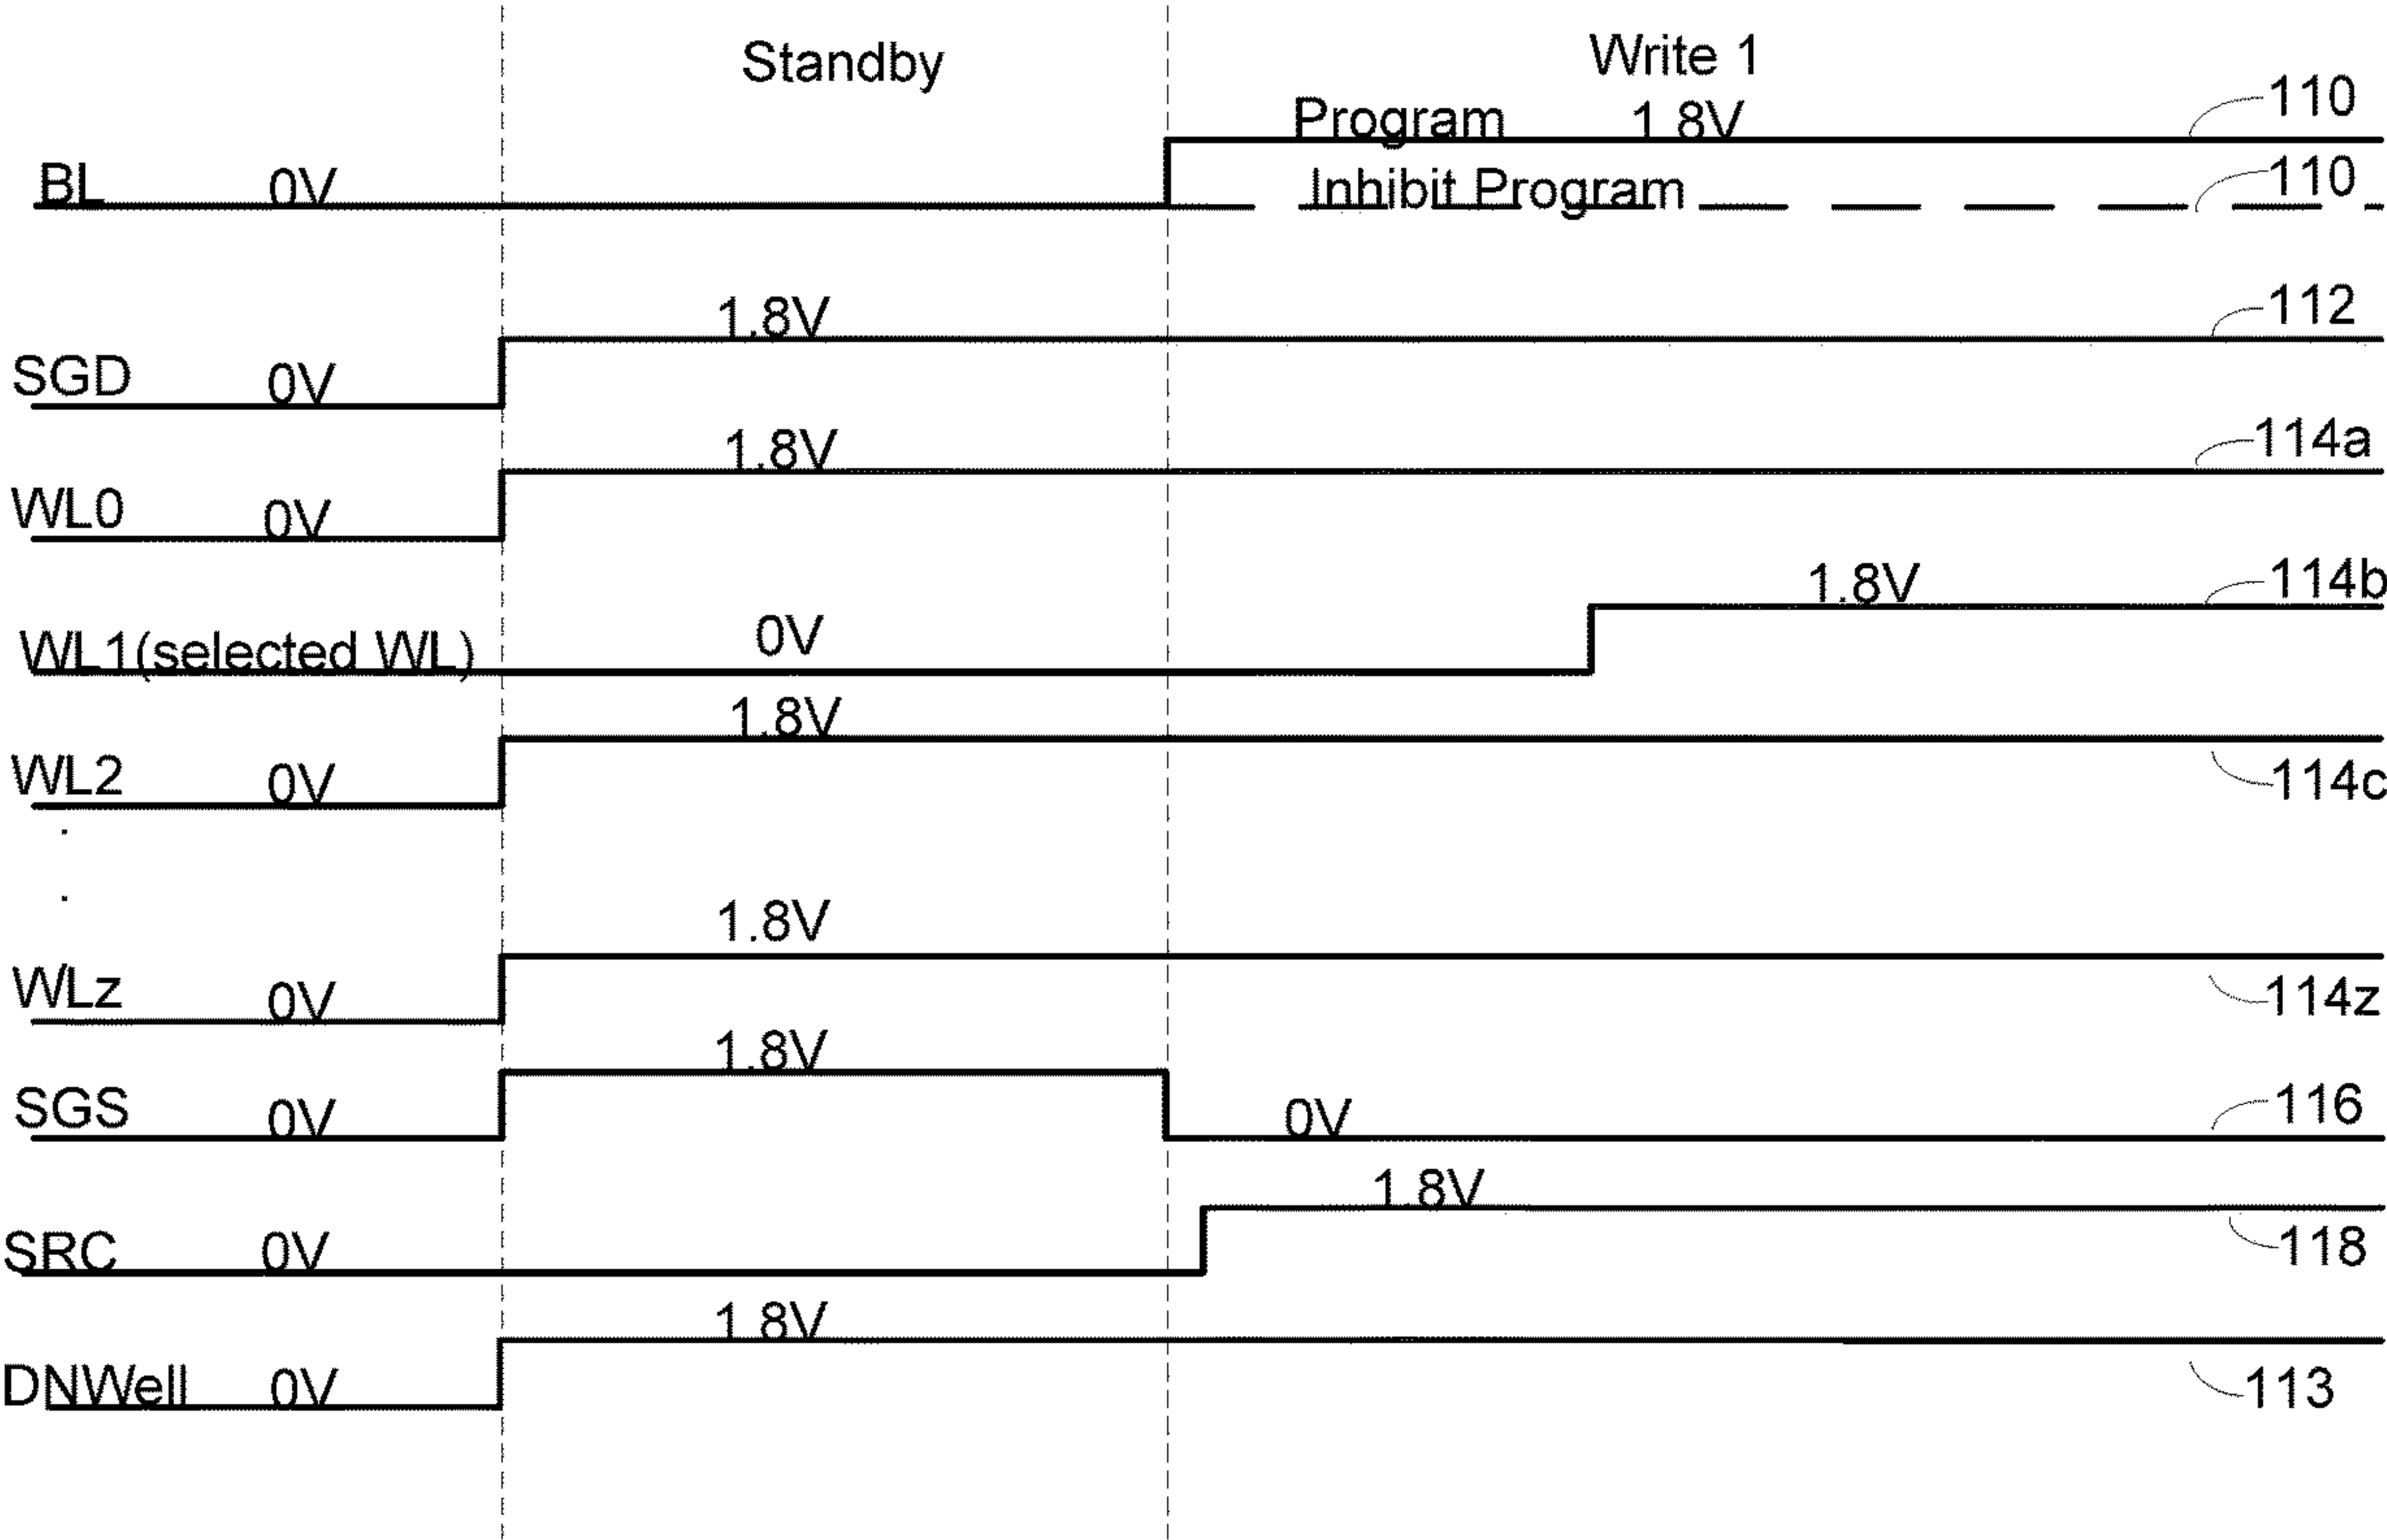 Standby Write 1
Program 1.8V 110
BL 0V Inhibit Program 110
1.8V 112
SGD 0V
1.8V 114a
WL0 0V
1.8V 114b
WL1(selected WL) 0V
1.8V
WL2 0V 114c
.
.
1.8V
WLz 0V 114z
1.8V
SGS 0V 0V 116
1.8V
SRC 0V 118
1.8V
DNWell 0V 113